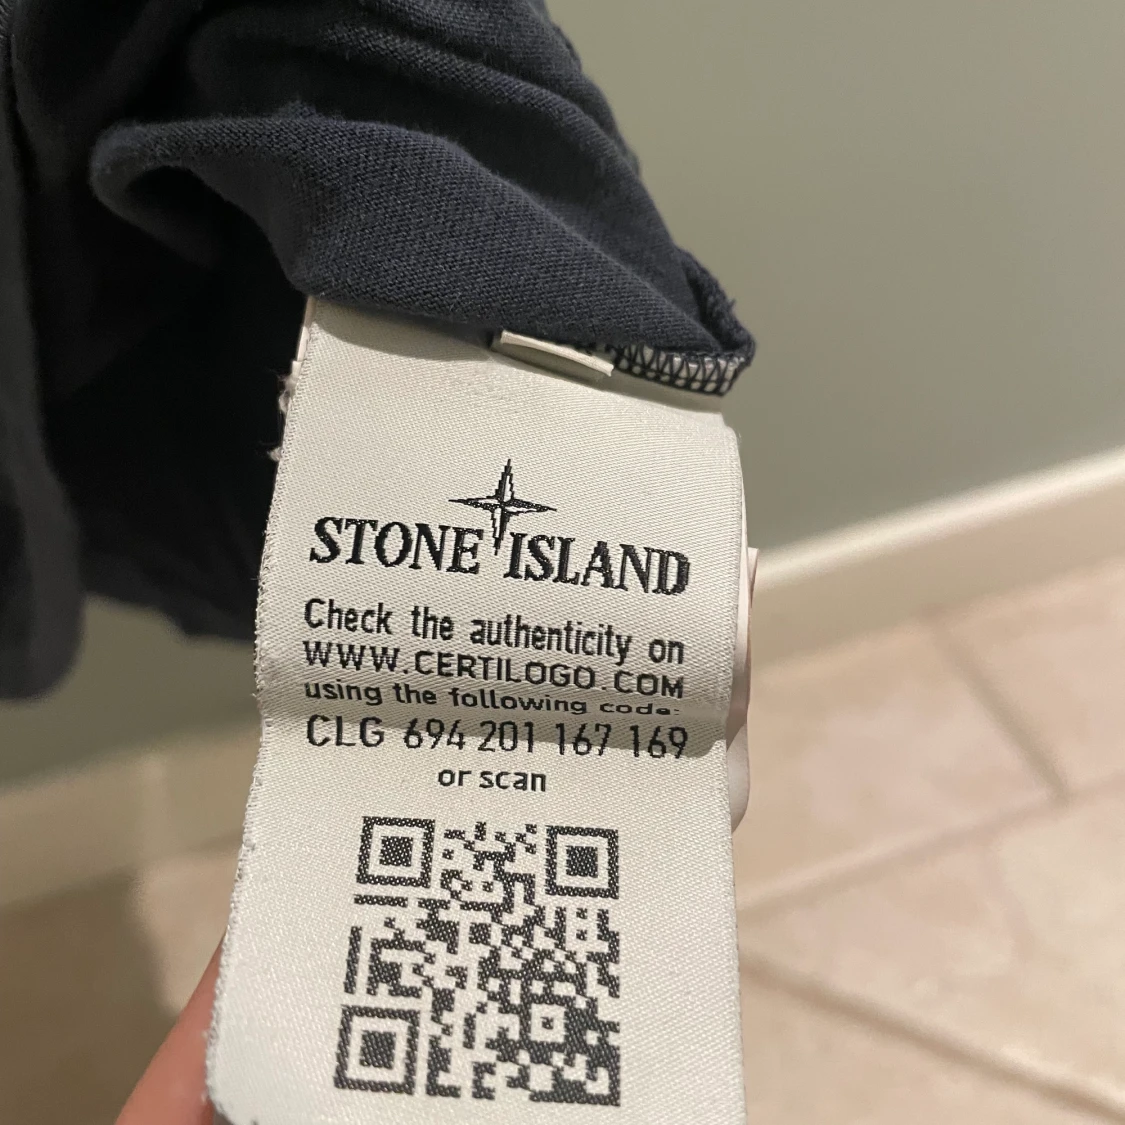 STONE ISLAND
Check the authenticity on
WWW.CERTILOGO.COM
using the following code:
CLG 694 201 167 169
or scan